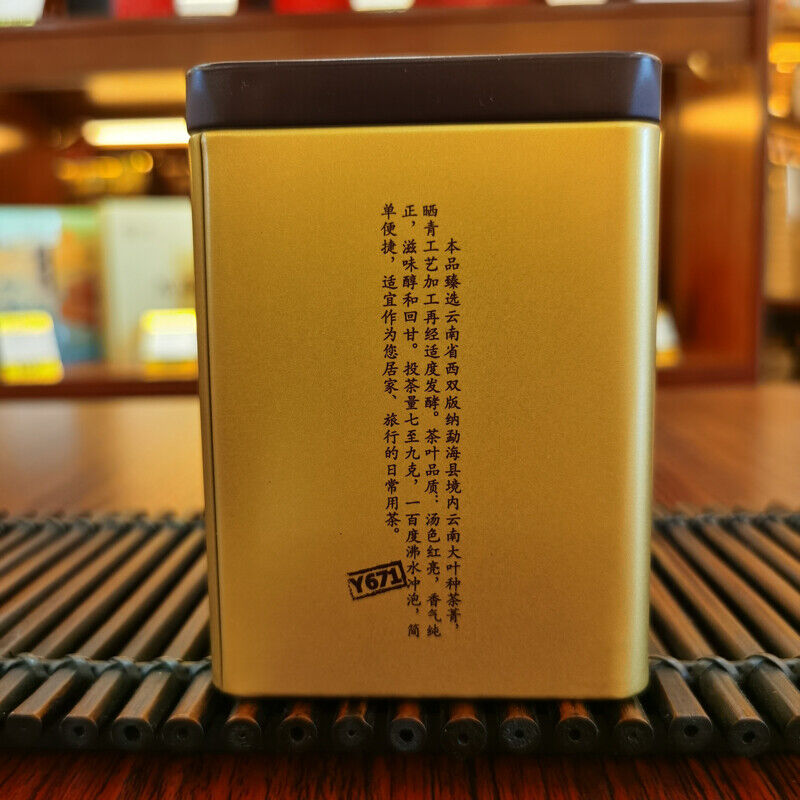 本品臻选云南省西双版纳勐海县境内云南大叶种茶菁，
晒青工艺加工再经适度发酵。茶叶品质：汤色红亮，香气纯
正，滋味醇和回甘。投茶量七至九克，一百度沸水冲泡，简
单便捷，适宜作为您居家、旅行的日常用茶。
Y671